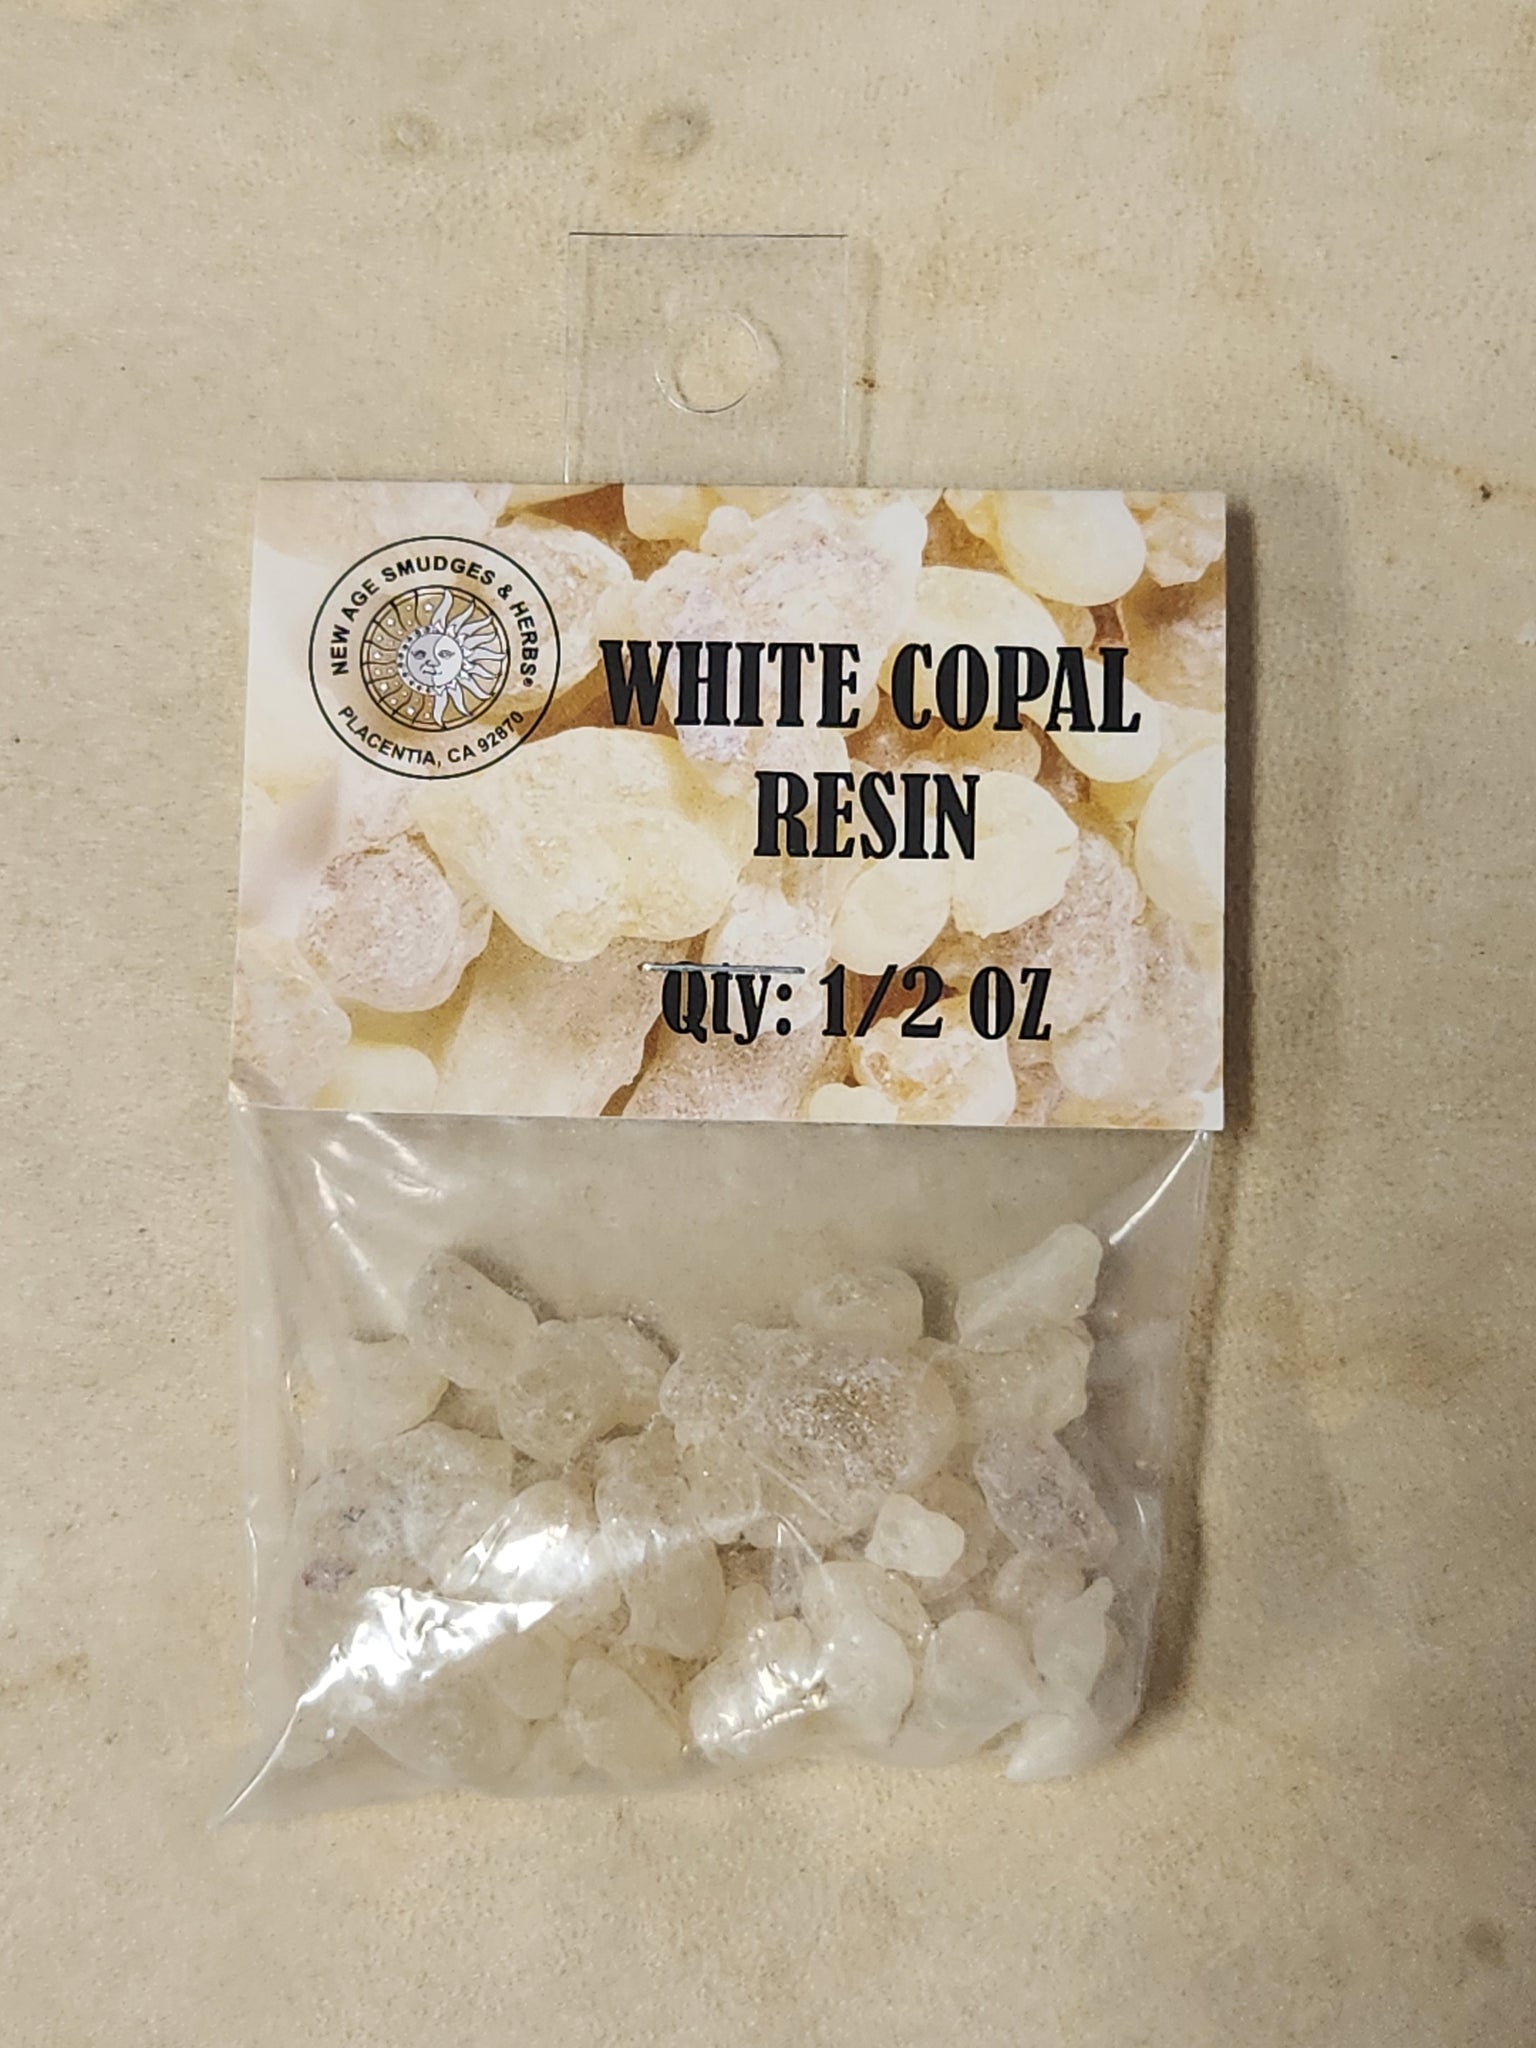 NEW AGE SMUDGES & HERBS®
PLACENTIA, CA 92870
WHITE COPAL
RESIN
Qty: 1/2 OZ